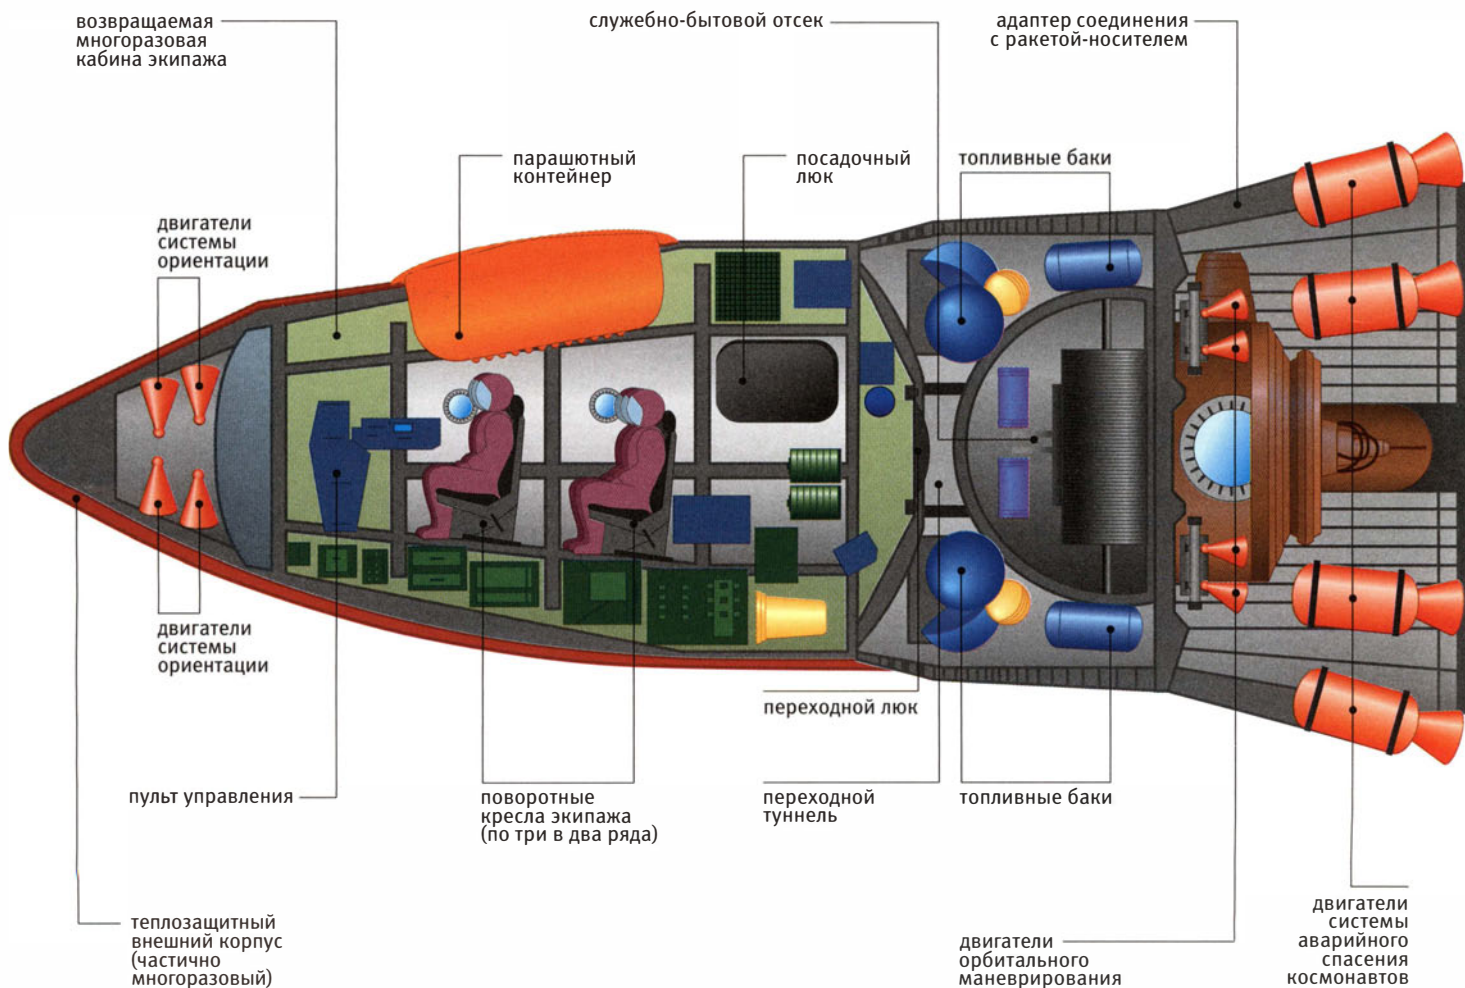 возвращаемая
многоразовая
кабина экипажа
служебно-бытовой отсек
адаптер соединения
с ракетой-носителем
парашютный
контейнер
посадочный
люк
топливные баки
двигатели
системы
ориентации
двигатели
системы
ориентации
переходной люк
пульт управления
поворотные
кресла экипажа
(по три в два ряда)
переходной
туннель
топливные баки
теплозащитный
внешний корпус
(частично
многоразовый)
двигатели
орбитального
маневрирования
двигатели
системы
аварийного
спасения
космонавтов